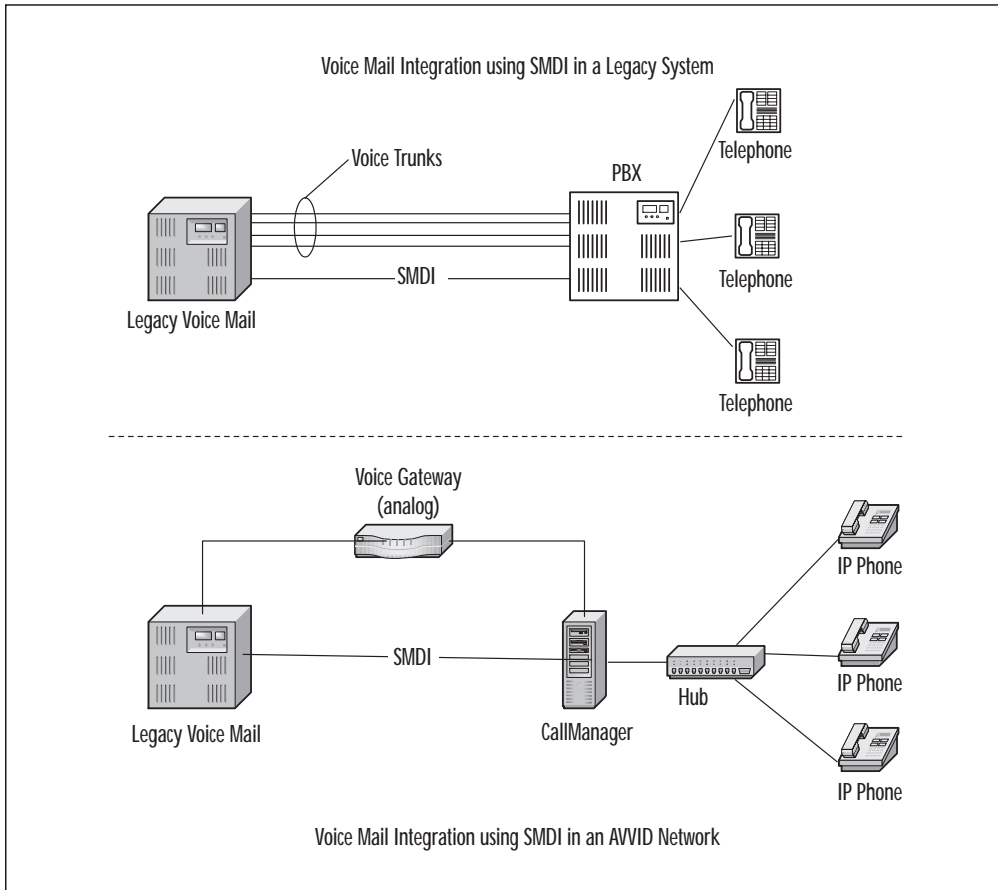 Voice Mail Integration using SMDI in a Legacy System
Voice Trunks
PBX
Telephone
Telephone
SMDI
Legacy Voice Mail
Telephone
Voice Gateway
(analog)
IP Phone
SMDI
IP Phone
Hub
Legacy Voice Mail
CallManager
IP Phone
Voice Mail Integration using SMDI in an AVVID Network